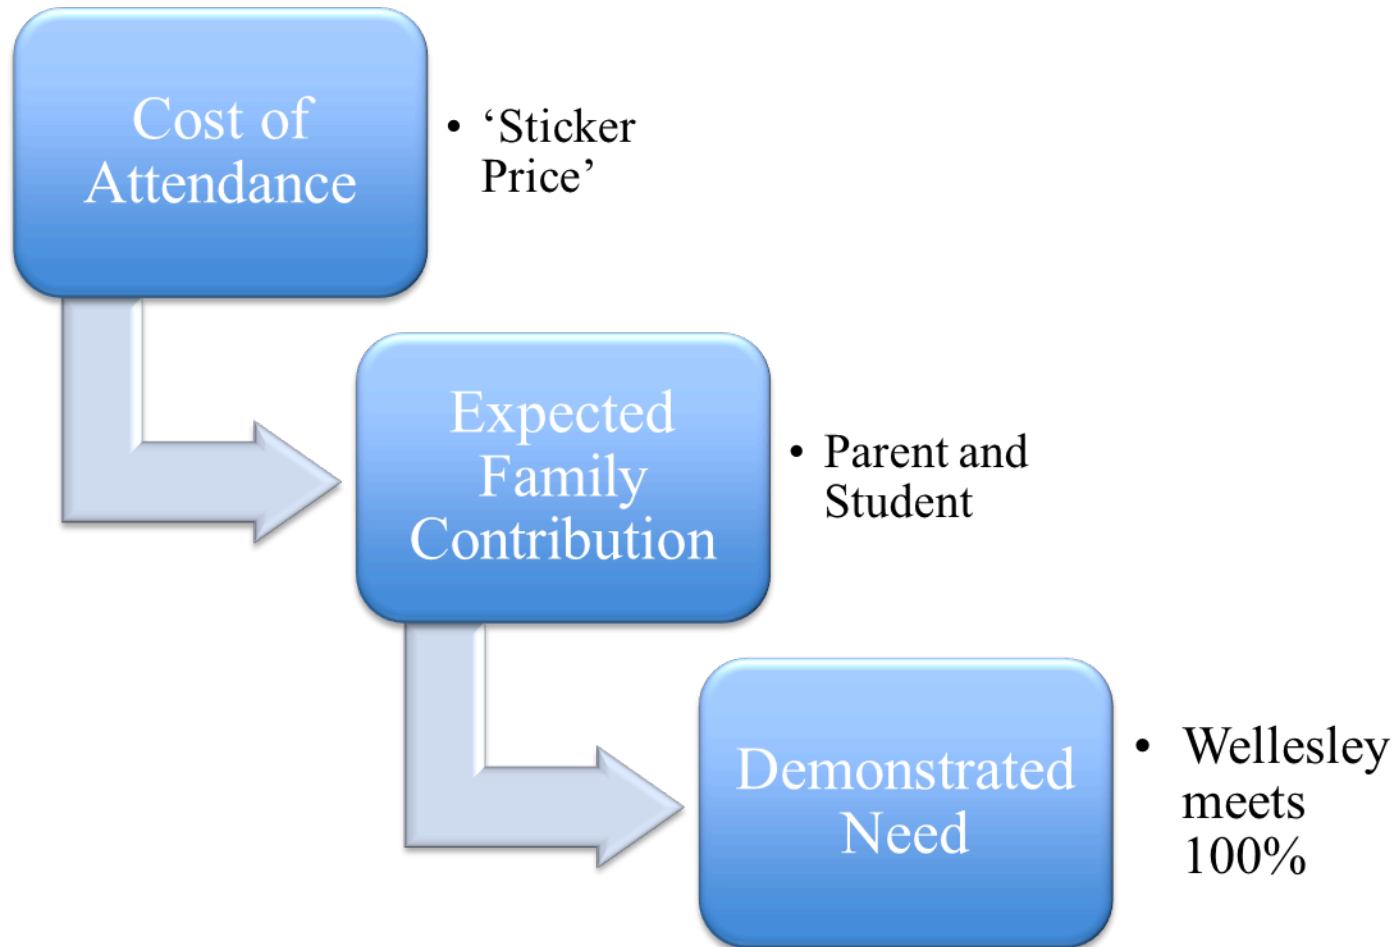 Cost of
Attendance
• ‘Sticker
Price’
Expected
Family
Contribution
• Parent and
Student
Demonstrated
Need
• Wellesley
meets
100%